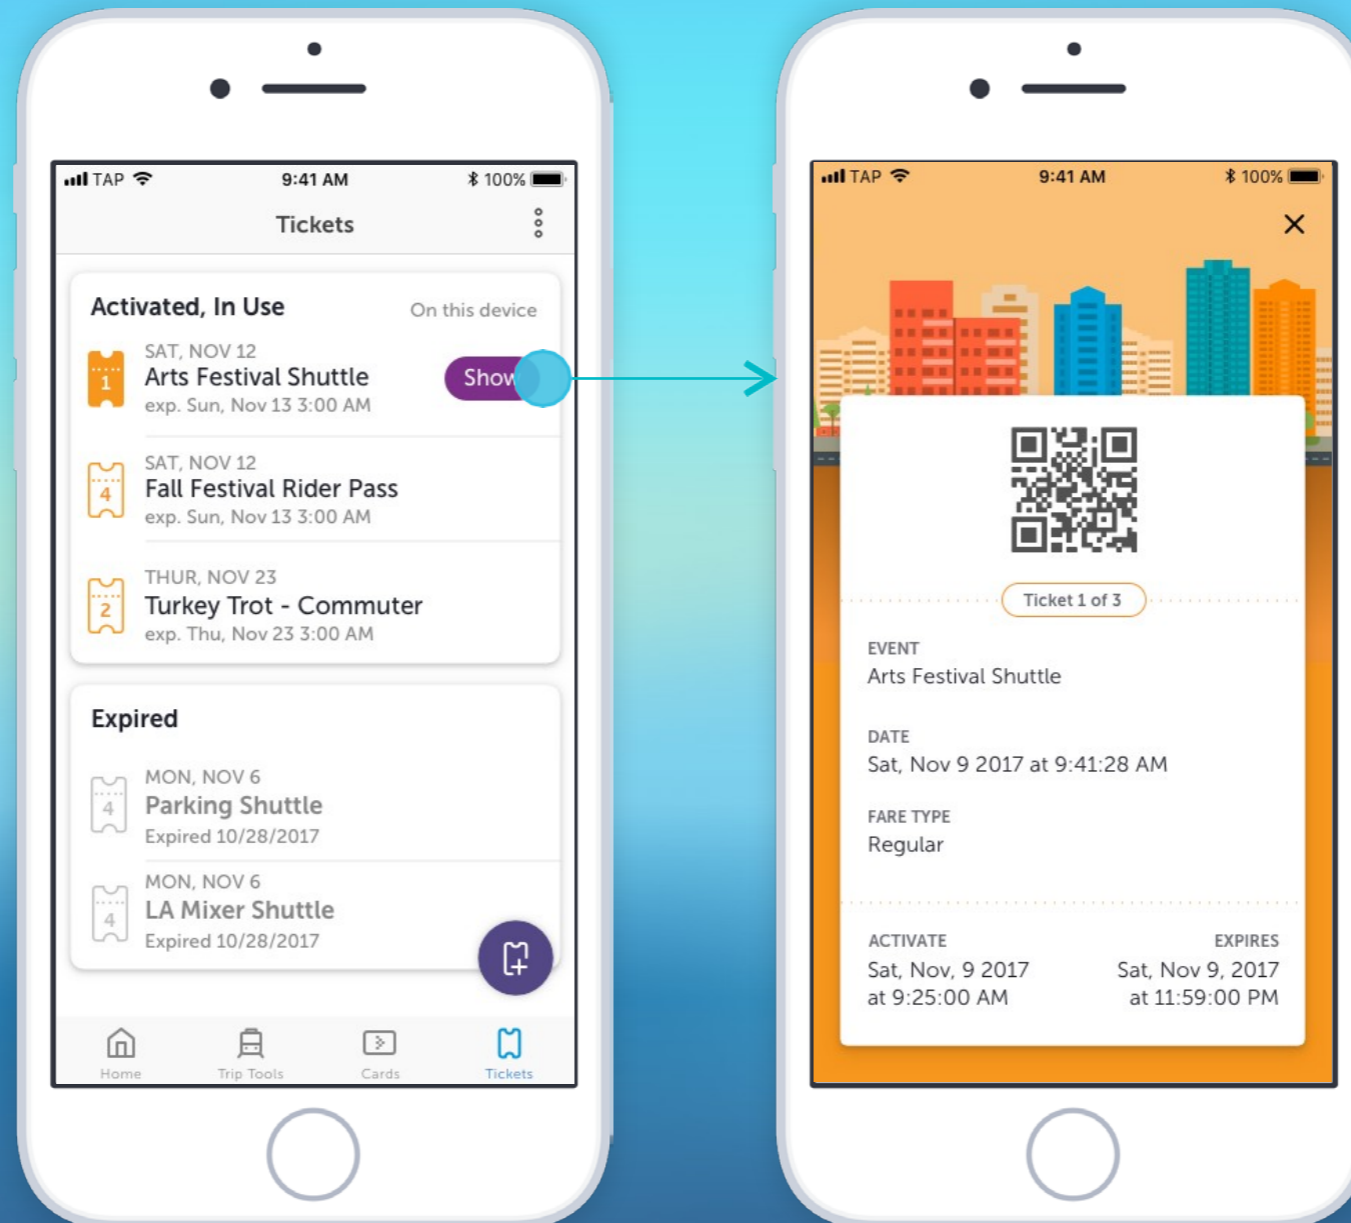 TAP 9:41 AM 100%
Tickets
Activated, In Use On this device
SAT, NOV 12
1 Arts Festival Shuttle Show
exp. Sun, Nov 13 3:00 AM
SAT, NOV 12
4 Fall Festival Rider Pass
exp. Sun, Nov 13 3:00 AM
THUR, NOV 23
2 Turkey Trot - Commuter
exp. Thu, Nov 23 3:00 AM
Expired
MON, NOV 6
4 Parking Shuttle
Expired 10/28/2017
MON, NOV 6
4 LA Mixer Shuttle
Expired 10/28/2017
Home Trip Tools Cards Tickets
TAP 9:41 AM 100%
Ticket 1 of 3
EVENT
Arts Festival Shuttle
DATE
Sat, Nov 9 2017 at 9:41:28 AM
FARE TYPE
Regular
ACTIVATE EXPIRES
Sat, Nov, 9 2017 Sat, Nov 9, 2017
at 9:25:00 AM at 11:59:00 PM